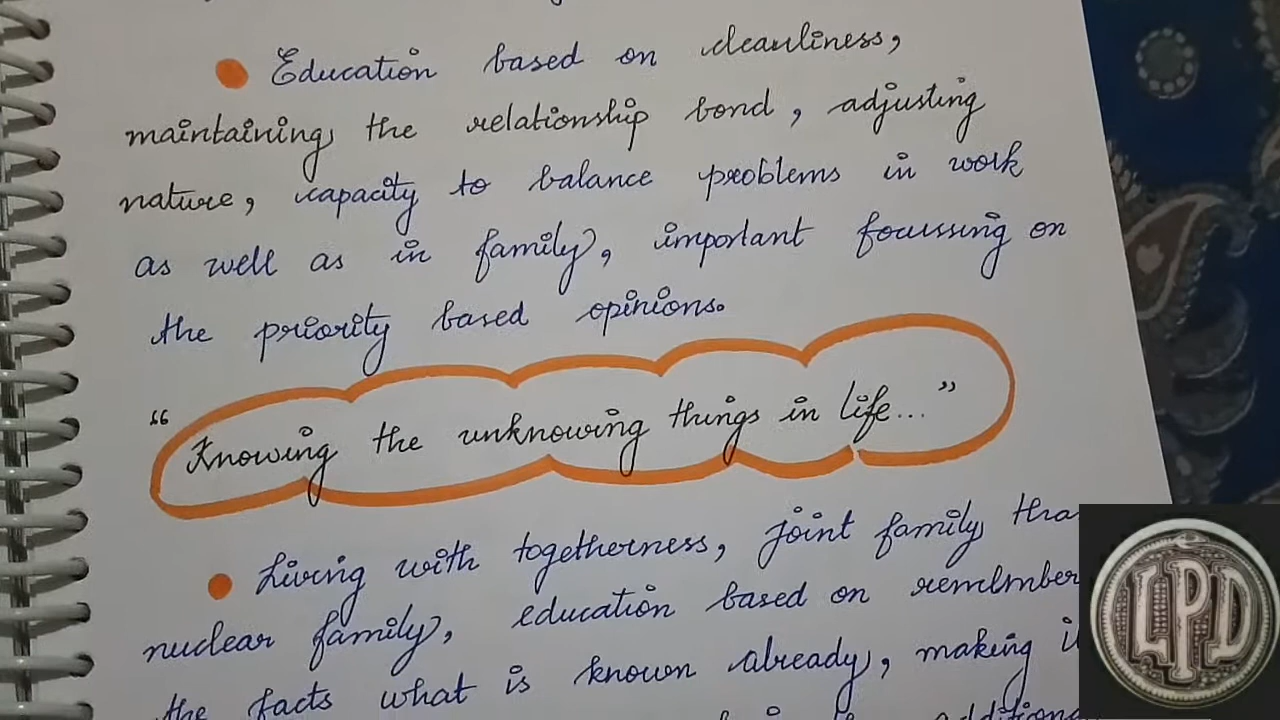 Education based on cleanliness,
maintaining the relationship bond, adjusting
nature, capacity to balance problems in work
as well as in family, important focussing on
the priority based opinions.
“Knowing the unknowing things in life...”
Living with togetherness, joint family than
nuclear family, education based on remember
the facts what is known already, making
LPD